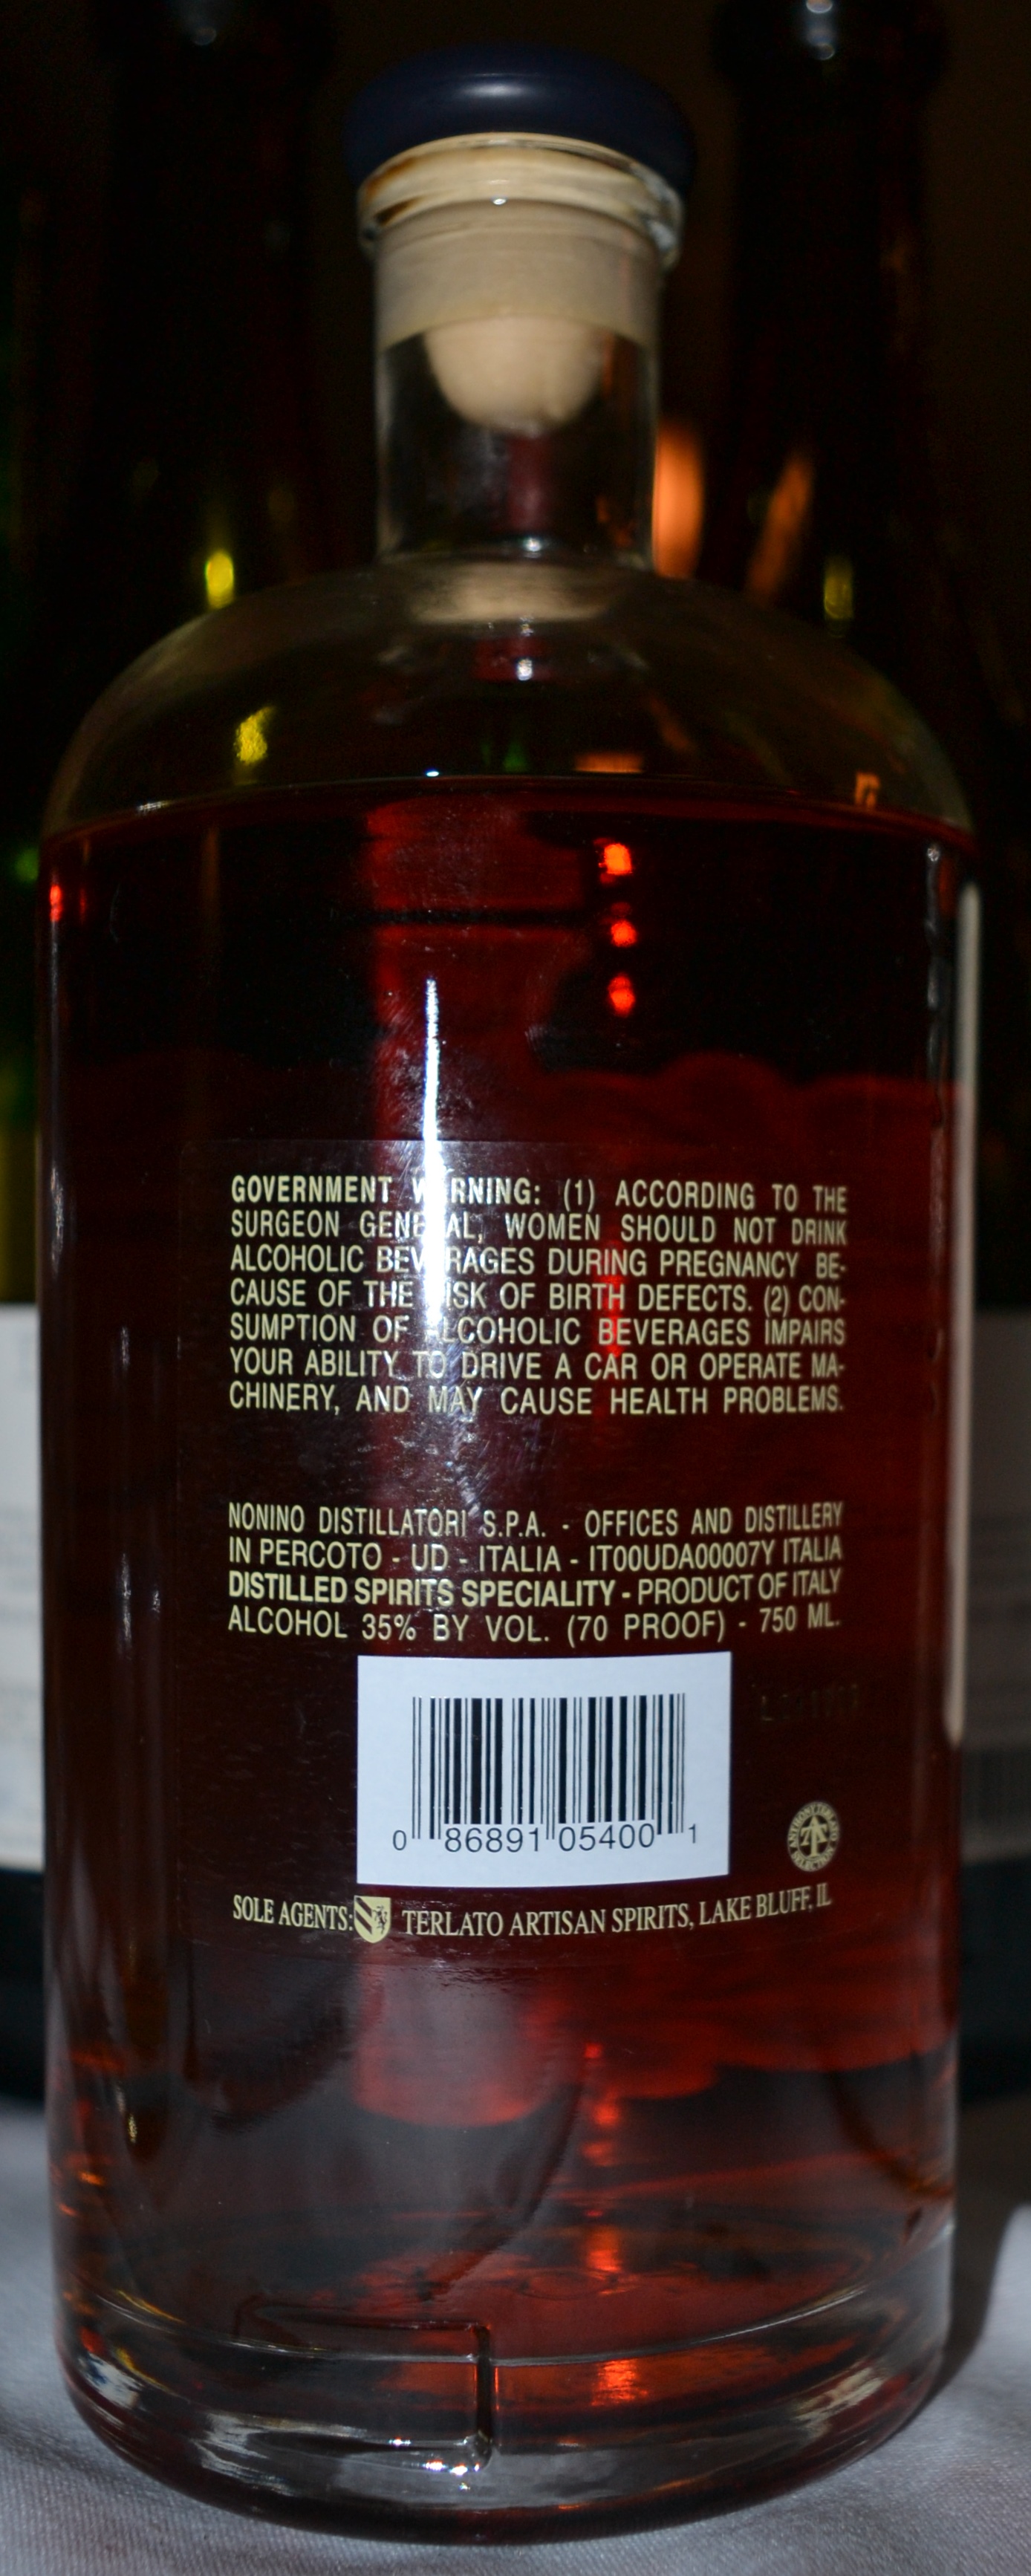 GOVERNMENT WARNING: (1) ACCORDING TO THE
SURGEON GENERAL, WOMEN SHOULD NOT DRINK
ALCOHOLIC BEVERAGES DURING PREGNANCY BE-
CAUSE OF THE RISK OF BIRTH DEFECTS. (2) CON-
SUMPTION OF ALCOHOLIC BEVERAGES IMPAIRS
YOUR ABILITY TO DRIVE A CAR OR OPERATE MA-
CHINERY, AND MAY CAUSE HEALTH PROBLEMS.
NONINO DISTILLATORI S.P.A. - OFFICES AND DISTILLERY
IN PERCOTO - UD - ITALIA - IT00UDA00007Y ITALIA
DISTILLED SPIRITS SPECIALITY - PRODUCT OF ITALY
ALCOHOL 35% BY VOL. (70 PROOF) - 750 ML.
0 86891 05400 1
ANTHONY TERLATO SELECTION
SOLE AGENTS: TERLATO ARTISAN SPIRITS, LAKE BLUFF, IL